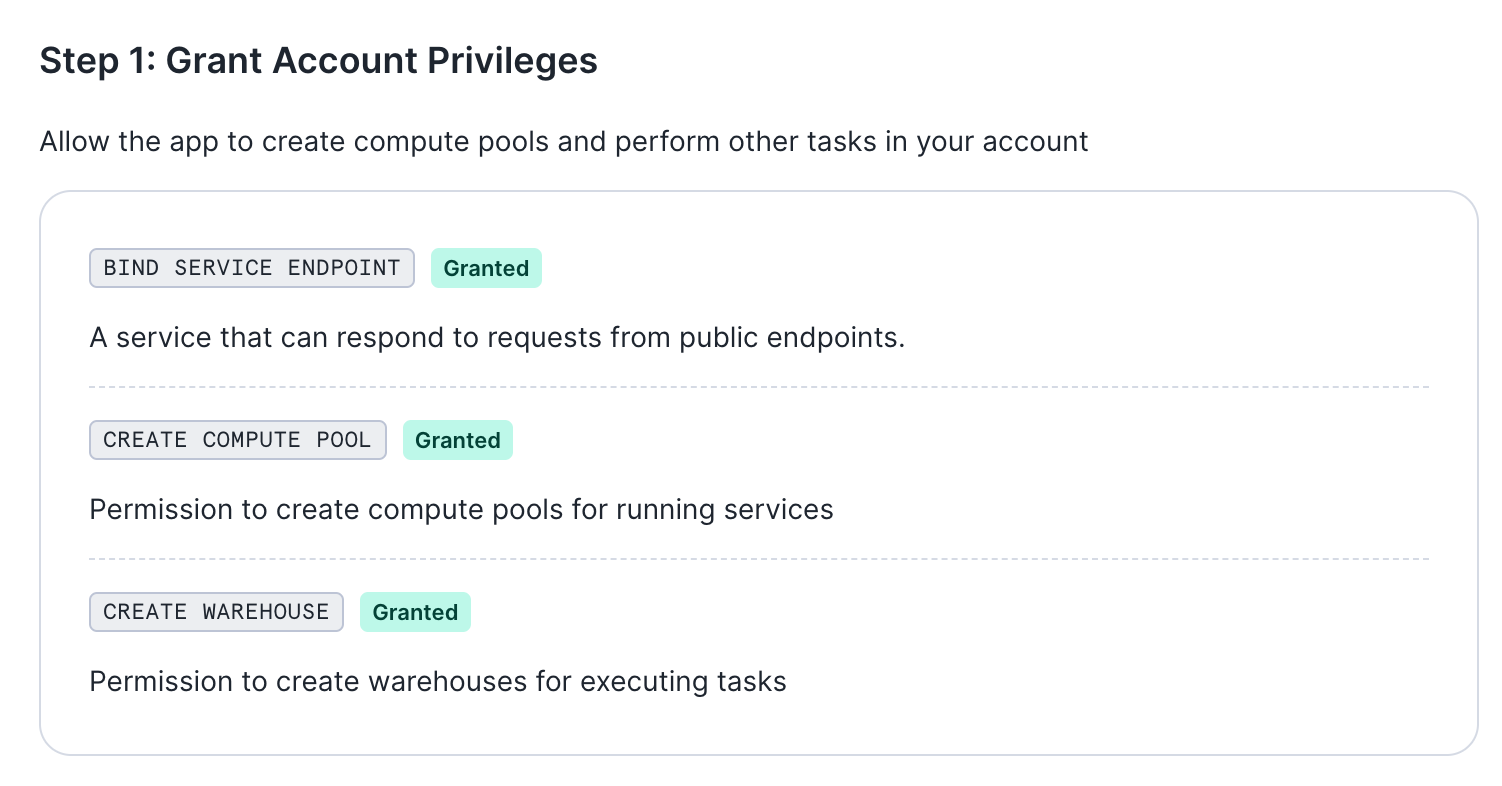 Step 1: Grant Account Privileges
Allow the app to create compute pools and perform other tasks in your account
BIND SERVICE ENDPOINT Granted
A service that can respond to requests from public endpoints.
CREATE COMPUTE POOL Granted
Permission to create compute pools for running services
CREATE WAREHOUSE Granted
Permission to create warehouses for executing tasks